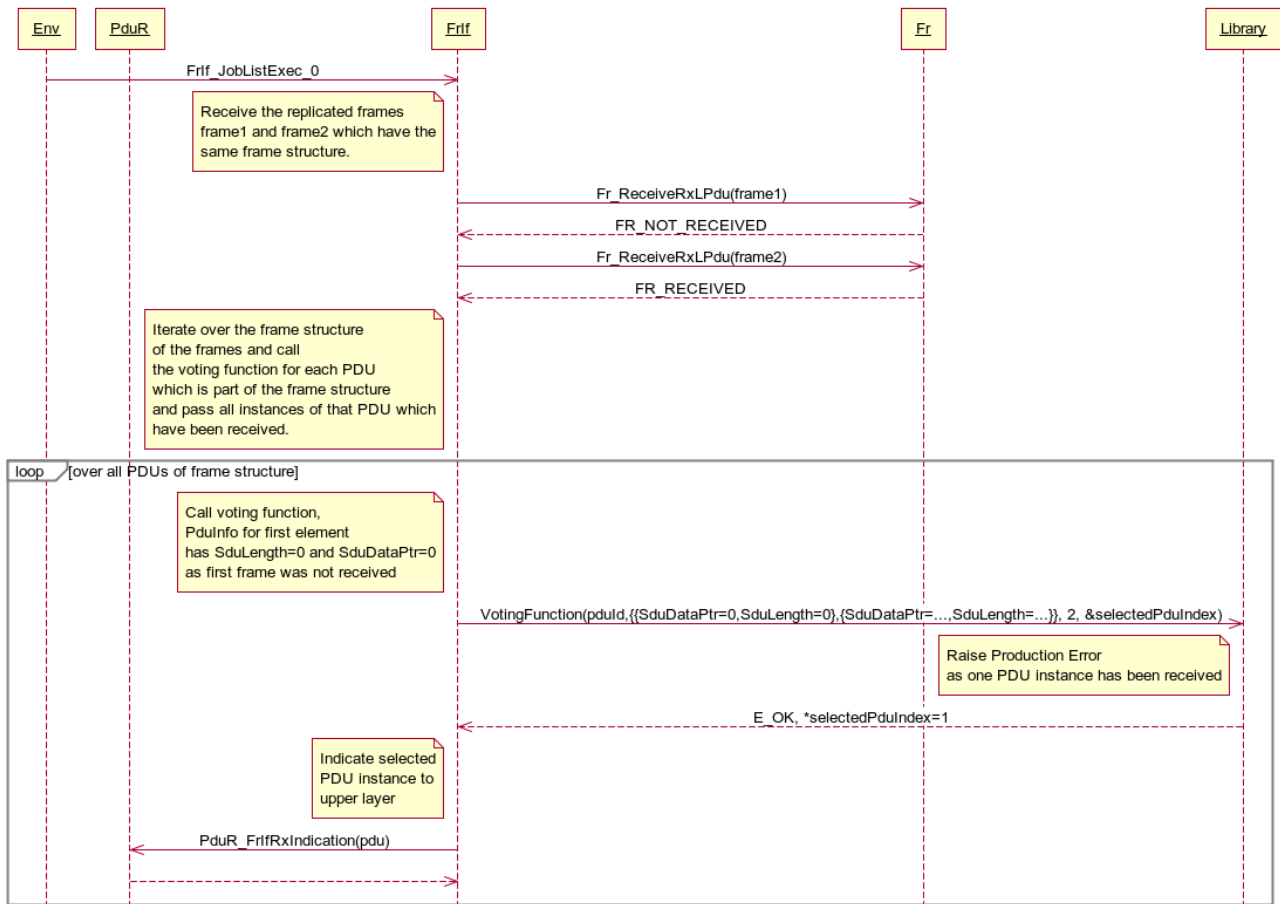 Env
PduR
FrIf
Fr
Library
FrIf_JobListExec_0
Receive the replicated frames
frame1 and frame2 which have the
same frame structure.
Fr_ReceiveRxLPdu(frame1)
FR_NOT_RECEIVED
Fr_ReceiveRxLPdu(frame2)
FR_RECEIVED
Iterate over the frame structure
of the frames and call
the voting function for each PDU
which is part of the frame structure
and pass all instances of that PDU which
have been received.
loop [over all PDUs of frame structure]
Call voting function,
PduInfo for first element
has SduLength=0 and SduDataPtr=0
as first frame was not received
VotingFunction(pduId,{{SduDataPtr=0,SduLength=0},{SduDataPtr=...,SduLength=...}}, 2, &selectedPduIndex)
Raise Production Error
as one PDU instance has been received
E_OK, *selectedPduIndex=1
Indicate selected
PDU instance to
upper layer
PduR_FrIfRxIndication(pdu)